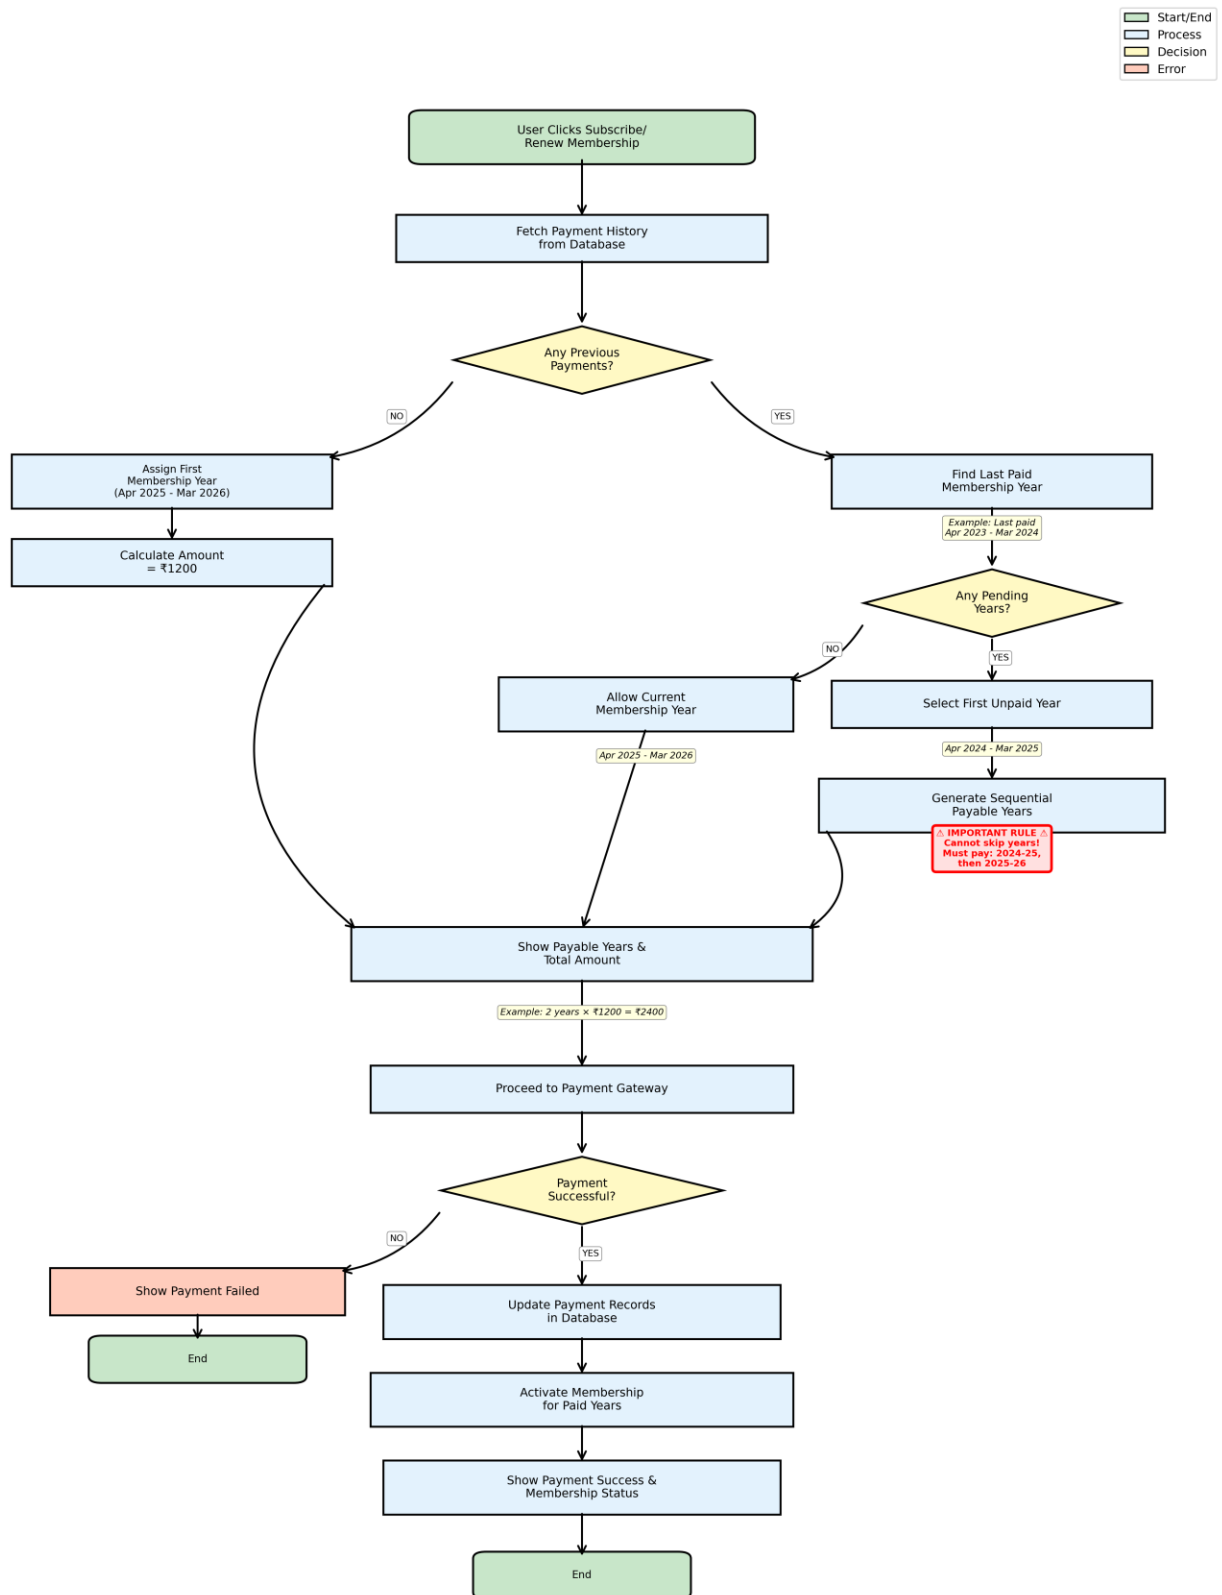 Start/End
Process
Decision
Error
User Clicks Subscribe/
Renew Membership
Fetch Payment History
from Database
Any Previous
Payments?
NO
YES
Assign First
Membership Year
(Apr 2025 - Mar 2026)
Find Last Paid
Membership Year
Example: Last paid
Apr 2023 - Mar 2024
Calculate Amount
= ₹1200
Any Pending
Years?
NO
YES
Allow Current
Membership Year
Select First Unpaid Year
Apr 2025 - Mar 2026
Apr 2024 - Mar 2025
Generate Sequential
Payable Years
⚠ IMPORTANT RULE ⚠
Cannot skip years!
Must pay: 2024-25,
then 2025-26
Show Payable Years &
Total Amount
Example: 2 years × ₹1200 = ₹2400
Proceed to Payment Gateway
Payment
Successful?
NO
YES
Show Payment Failed
Update Payment Records
in Database
End
Activate Membership
for Paid Years
Show Payment Success &
Membership Status
End